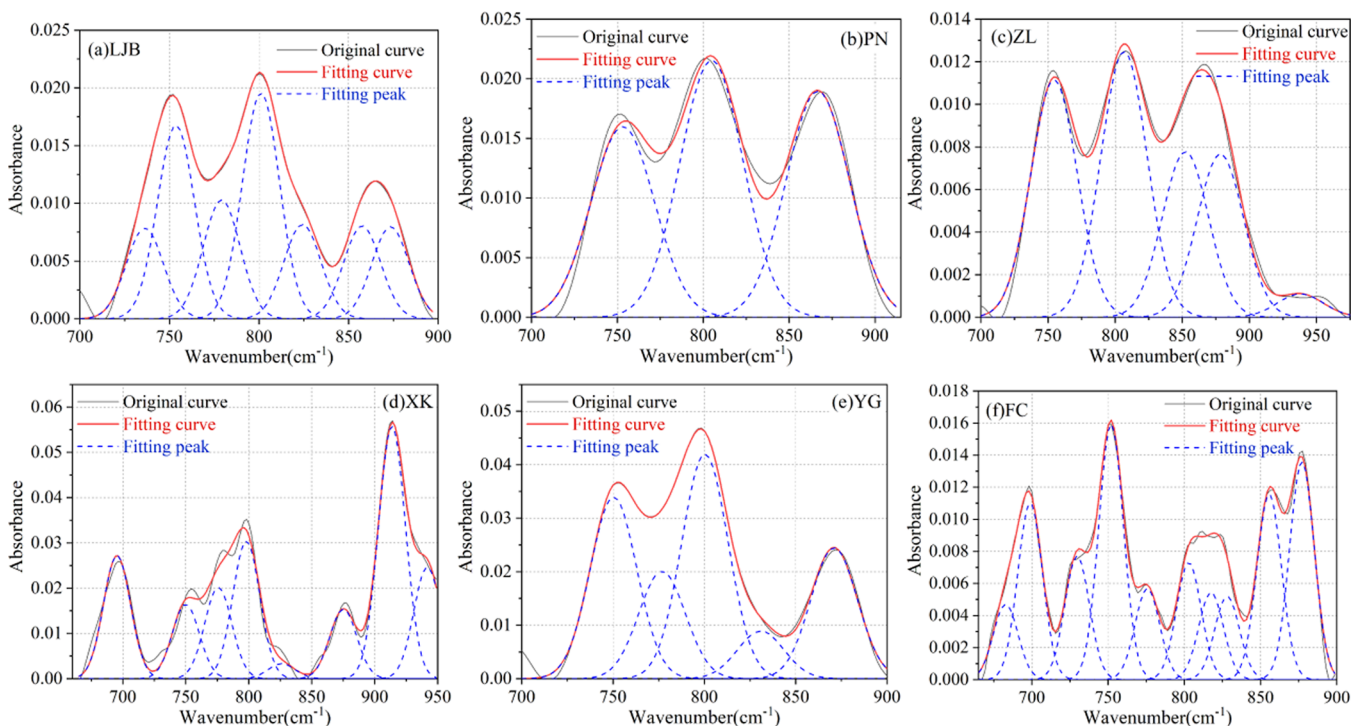 (a)LJB
Original curve
Fitting curve
Fitting peak
Absorbance
0.025
0.020
0.015
0.010
0.005
0.000
700 750 800 850 900
Wavenumber(cm⁻¹)
(b)PN
Original curve
Fitting curve
Fitting peak
Absorbance
0.025
0.020
0.015
0.010
0.005
0.000
700 750 800 850 900
Wavenumber(cm⁻¹)
(c)ZL
Original curve
Fitting curve
Fitting peak
Absorbance
0.014
0.012
0.010
0.008
0.006
0.004
0.002
0.000
700 750 800 850 900 950
Wavenumber(cm⁻¹)
(d)XK
Original curve
Fitting curve
Fitting peak
Absorbance
0.06
0.05
0.04
0.03
0.02
0.01
0.00
700 750 800 850 900 950
Wavenumber(cm⁻¹)
(e)YG
Original curve
Fitting curve
Fitting peak
Absorbance
0.05
0.04
0.03
0.02
0.01
0.00
700 750 800 850 900
Wavenumber(cm⁻¹)
(f)FC
Original curve
Fitting curve
Fitting peak
Absorbance
0.018
0.016
0.014
0.012
0.010
0.008
0.006
0.004
0.002
0.000
700 750 800 850 900
Wavenumber(cm⁻¹)